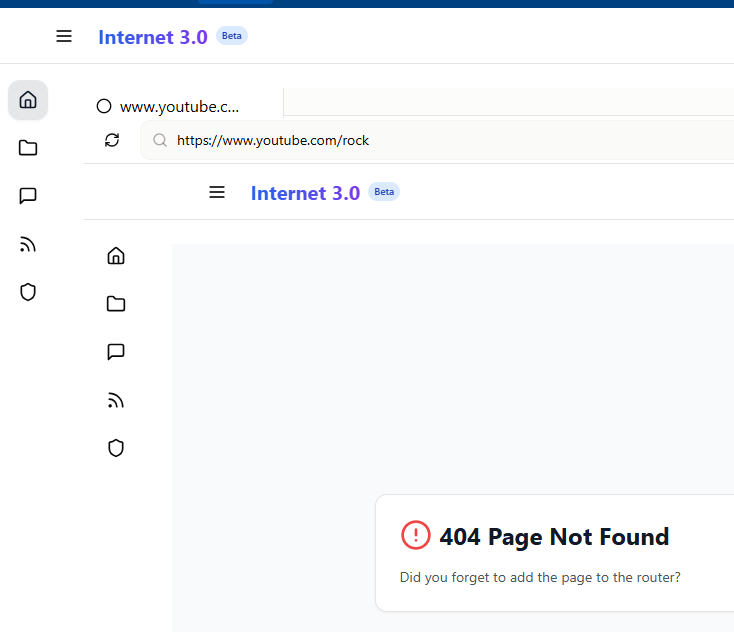 Internet 3.0 Beta
www.youtube.c...
https://www.youtube.com/rock
Internet 3.0 Beta
404 Page Not Found
Did you forget to add the page to the router?